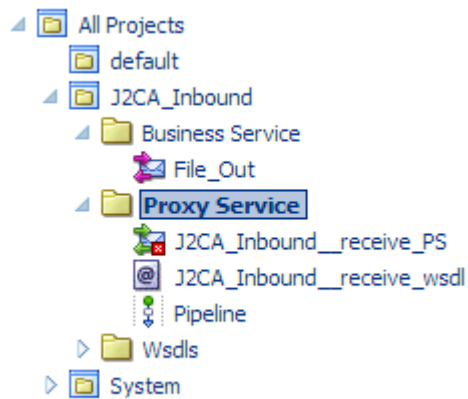 All Projects
default
J2CA_Inbound
Business Service
File_Out
Proxy Service
J2CA_Inbound__receive_PS
@ J2CA_Inbound__receive_wsdl
Pipeline
Wsdls
System